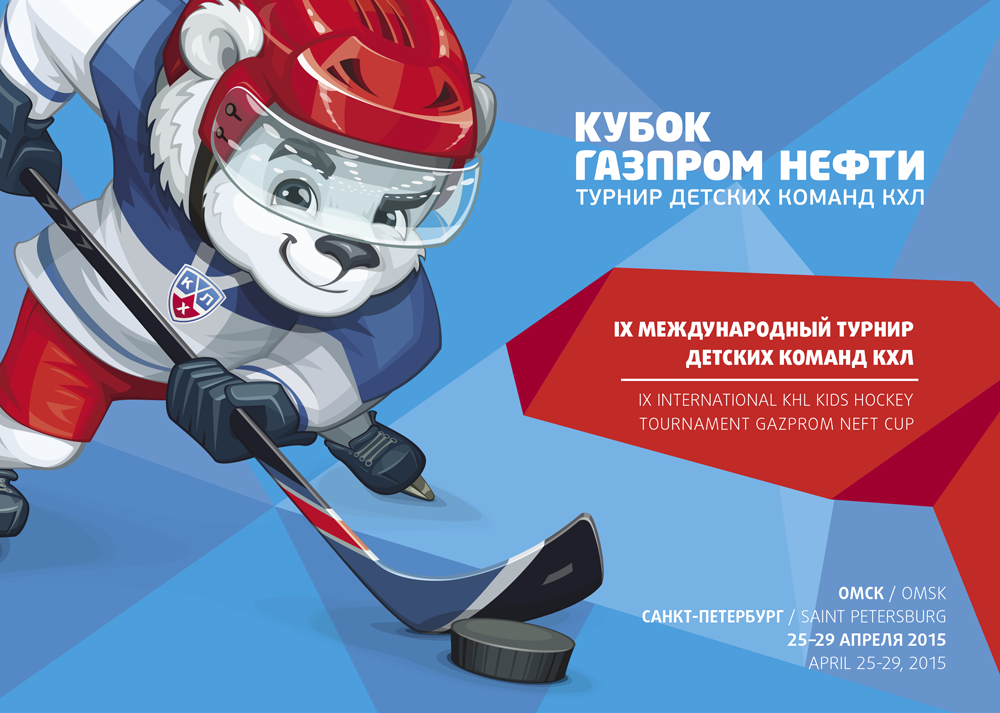 КУБОК
ГАЗПРОМ НЕФТИ
ТУРНИР ДЕТСКИХ КОМАНД КХЛ
КХЛ
IX МЕЖДУНАРОДНЫЙ ТУРНИР
ДЕТСКИХ КОМАНД КХЛ
IX INTERNATIONAL KHL KIDS HOCKEY
TOURNAMENT GAZPROM NEFT CUP
ОМСК / OMSK
САНКТ-ПЕТЕРБУРГ / SAINT PETERSBURG
25–29 АПРЕЛЯ 2015
APRIL 25-29, 2015